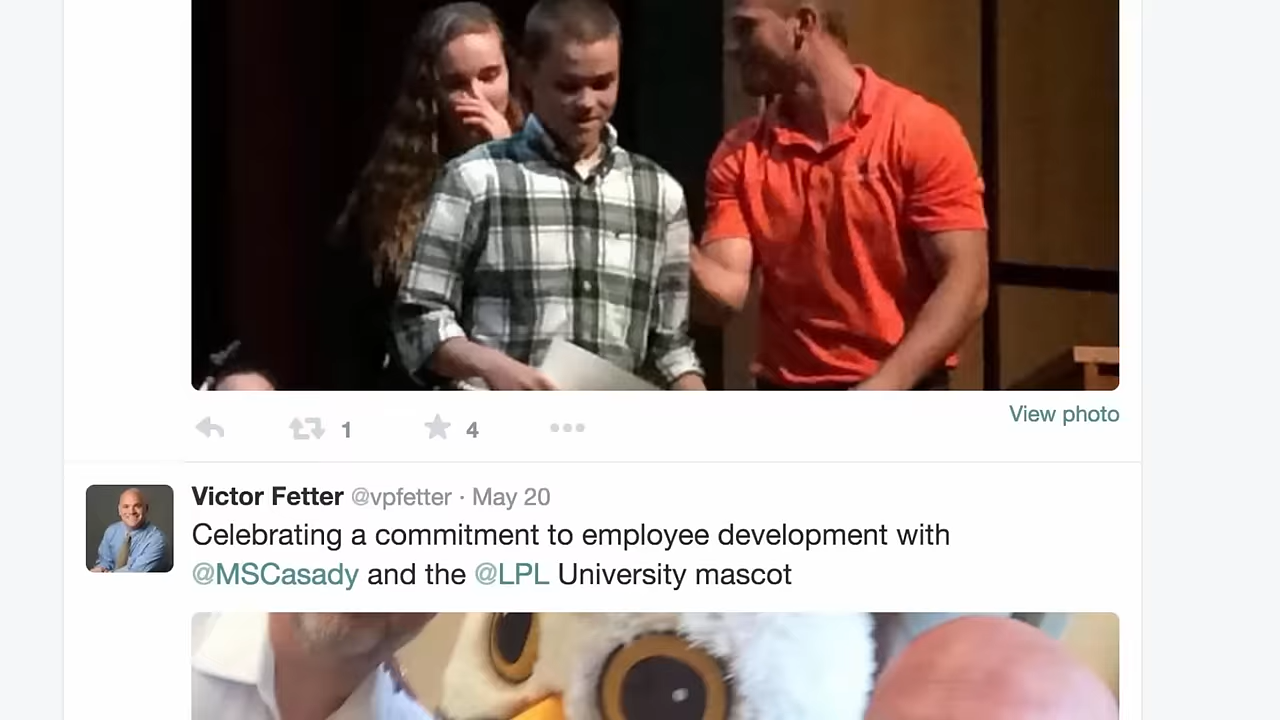 View photo
1 4
Victor Fetter @vpfetter · May 20
Celebrating a commitment to employee development with
@MSCasady and the @LPL University mascot